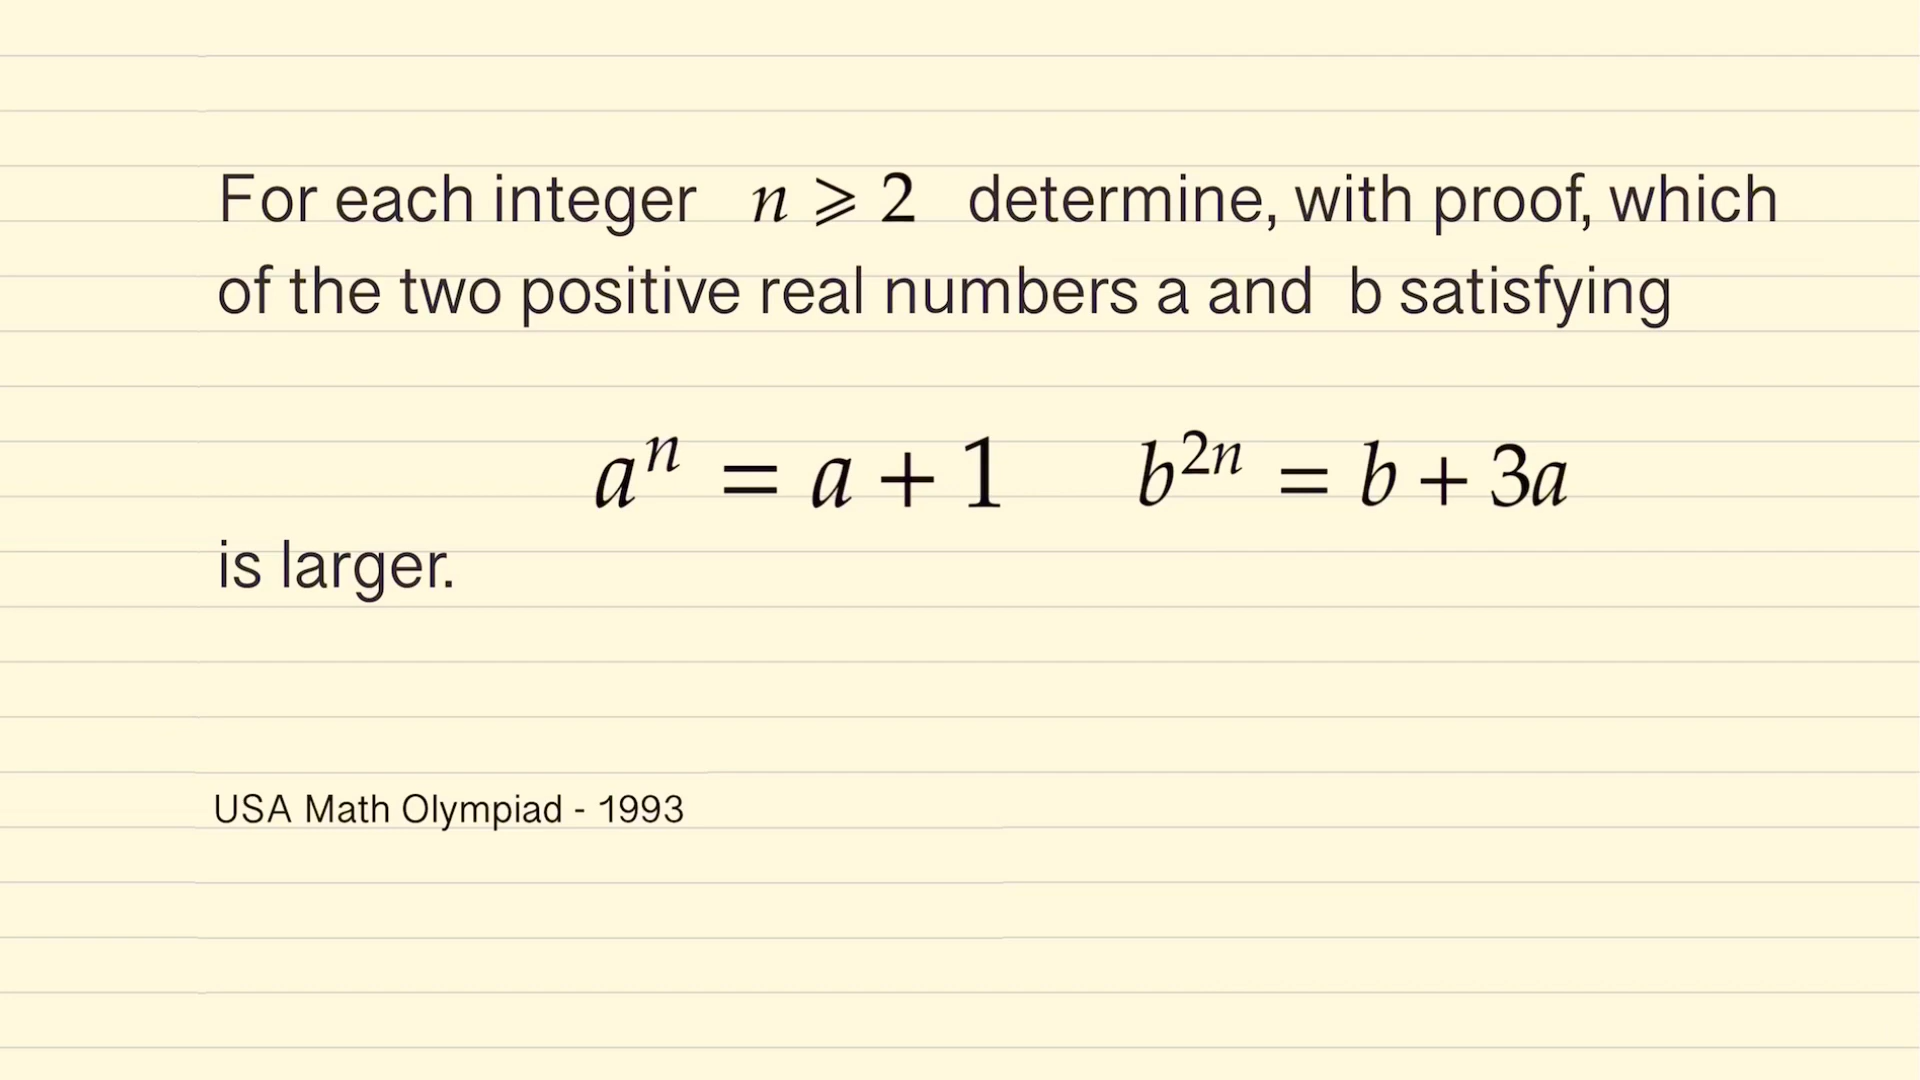 For each integer n ⩾ 2 determine, with proof, which
of the two positive real numbers a and b satisfying
aⁿ = a + 1 b²ⁿ = b + 3a
is larger.
USA Math Olympiad - 1993